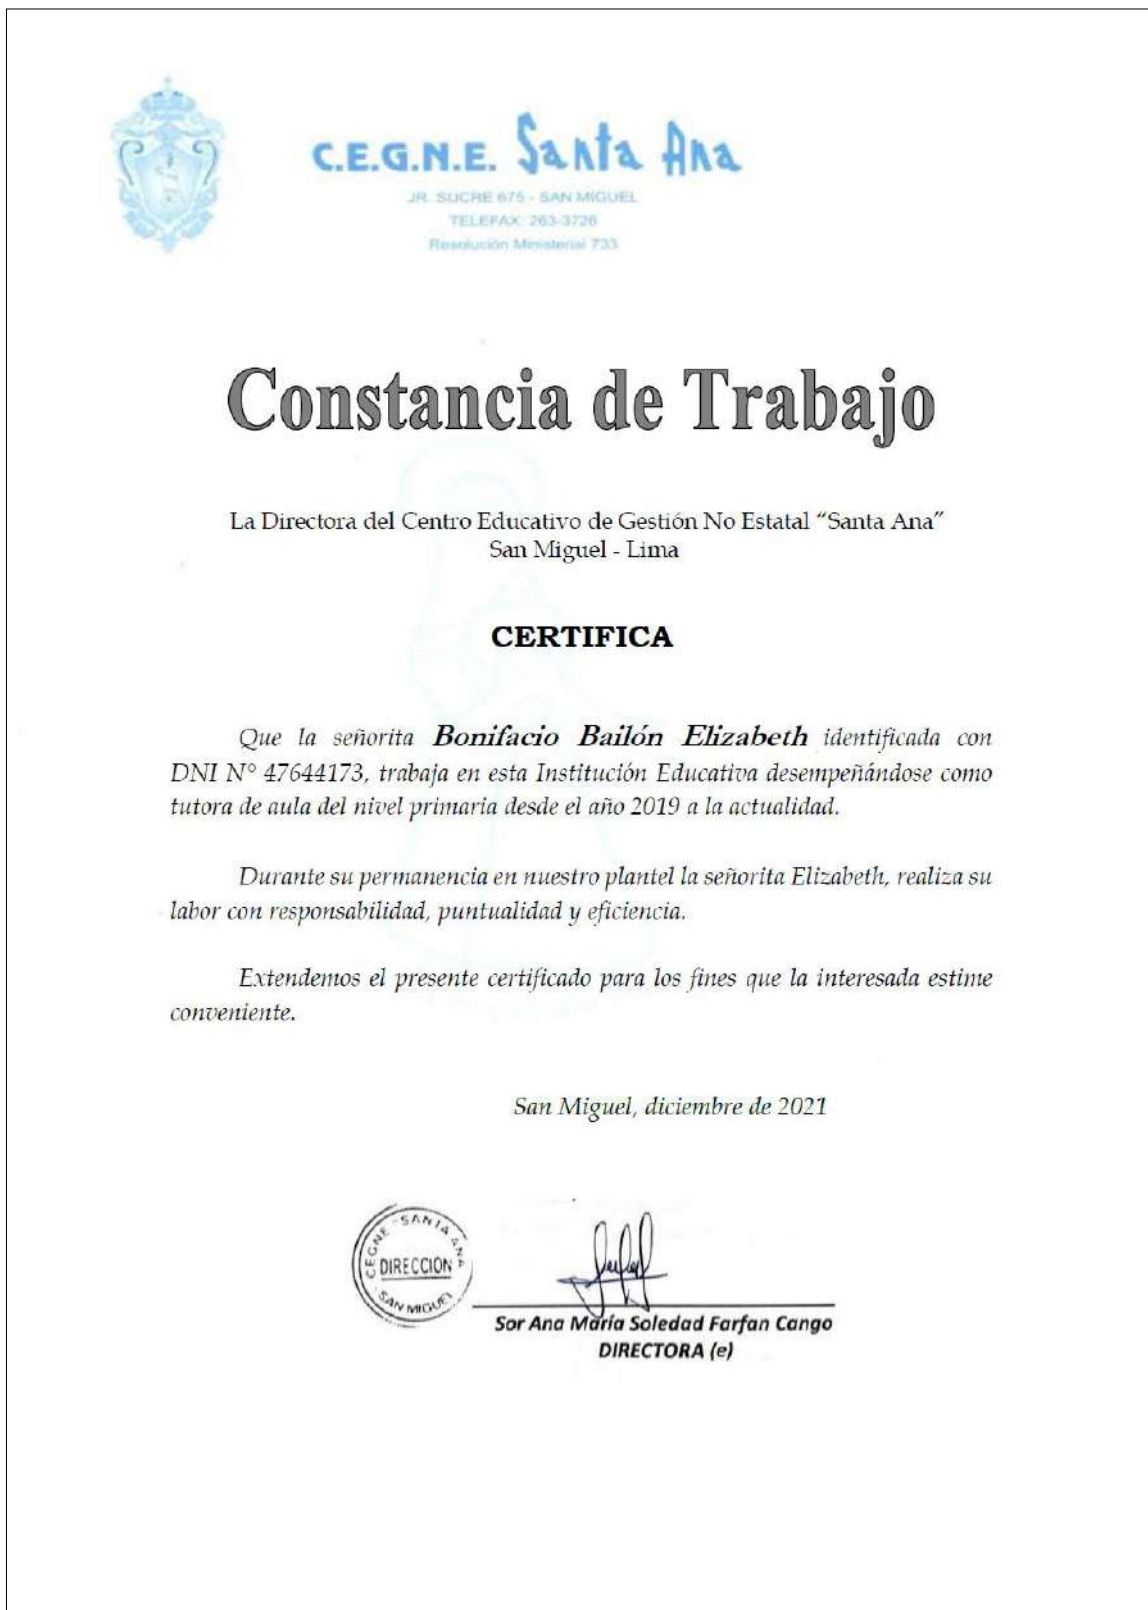 C.E.G.N.E. Santa Ana
JR. SUCRE 675 - SAN MIGUEL
TELEFAX: 263-3726
Resolución Ministerial 733
Constancia de Trabajo
La Directora del Centro Educativo de Gestión No Estatal “Santa Ana”
San Miguel - Lima
CERTIFICA
Que la señorita Bonifacio Bailón Elizabeth identificada con
DNI N° 47644173, trabaja en esta Institución Educativa desempeñándose como
tutora de aula del nivel primaria desde el año 2019 a la actualidad.
Durante su permanencia en nuestro plantel la señorita Elizabeth, realiza su
labor con responsabilidad, puntualidad y eficiencia.
Extendemos el presente certificado para los fines que la interesada estime
conveniente.
San Miguel, diciembre de 2021
CEGNE "SANTA ANA
DIRECCIÓN
SAN MIGUEL
Sor Ana María Soledad Farfan Cango
DIRECTORA (e)